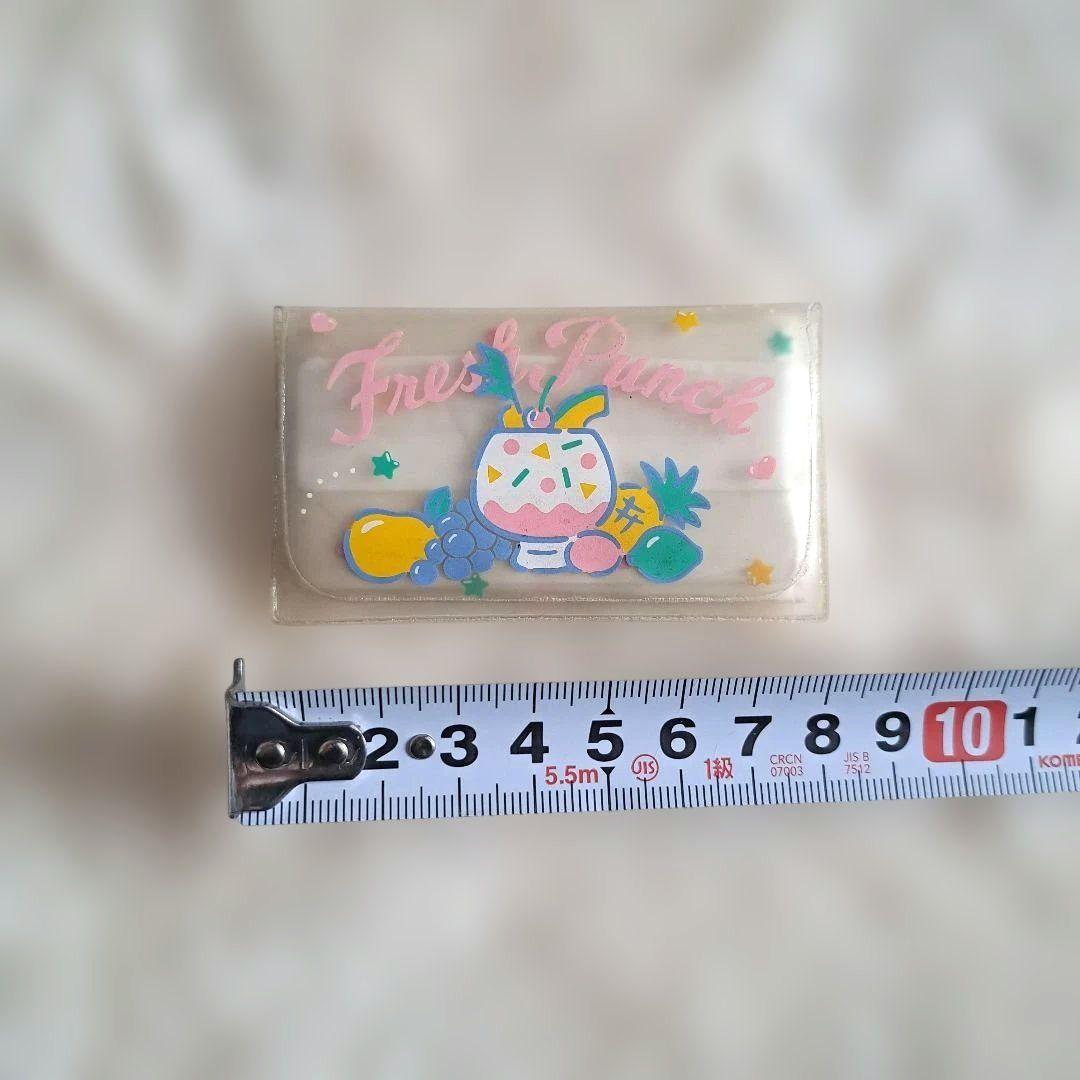 Fresh Punch
2 3 4 5 6 7 8 9 10 1
5.5m JIS 1級 CRCN 07003 JIS B 7512 KOME